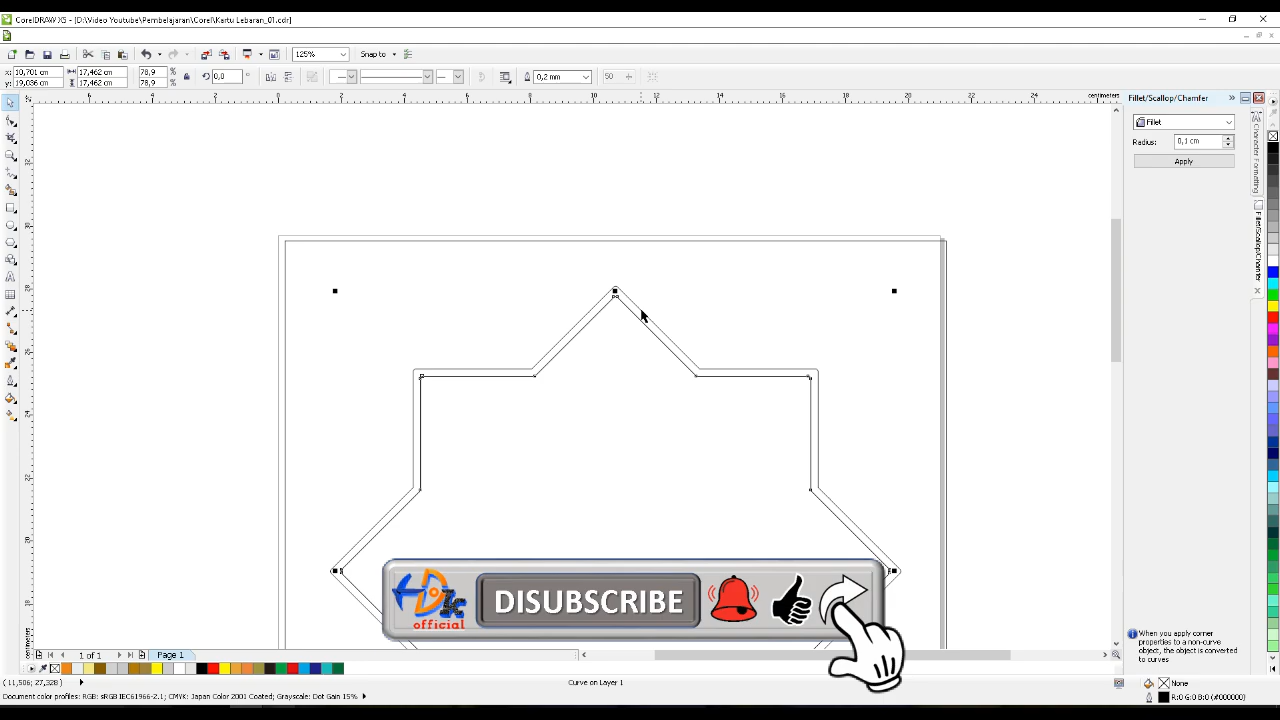 CorelDRAW X5 - [D:\Video Youtube\Pembelajaran\Corel\Kartu Lebaran_01.cdr]
125%
Snap to
x: 10,701 cm
y: 19,036 cm
17,462 cm
17,462 cm
78,9
78,9
%
%
0,0
0,2 mm
50
Fillet/Scallop/Chamfer
Fillet
Radius:
0,1 cm
Apply
centimeters
Character Formatting
Fillet/Scallop/Chamfer
HDK
official
DISUBSCRIBE
When you apply corner
properties to a non-curve
object, the object is converted
to curves
1 of 1
Page 1
(11,506; 27,328)
Curve on Layer 1
None
Document color profiles: RGB: sRGB IEC61966-2.1; CMYK: Japan Color 2001 Coated; Grayscale: Dot Gain 15%
R:0 G:0 B:0 (#000000)